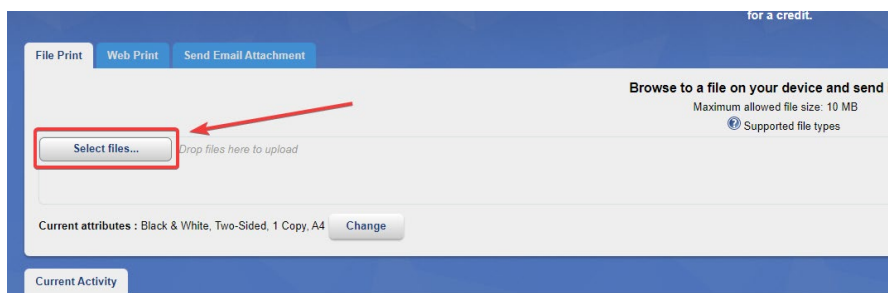 for a credit.
File Print Web Print Send Email Attachment
Browse to a file on your device and send
Maximum allowed file size: 10 MB
Supported file types
Select files... Drop files here to upload
Current attributes : Black & White, Two-Sided, 1 Copy, A4 Change
Current Activity